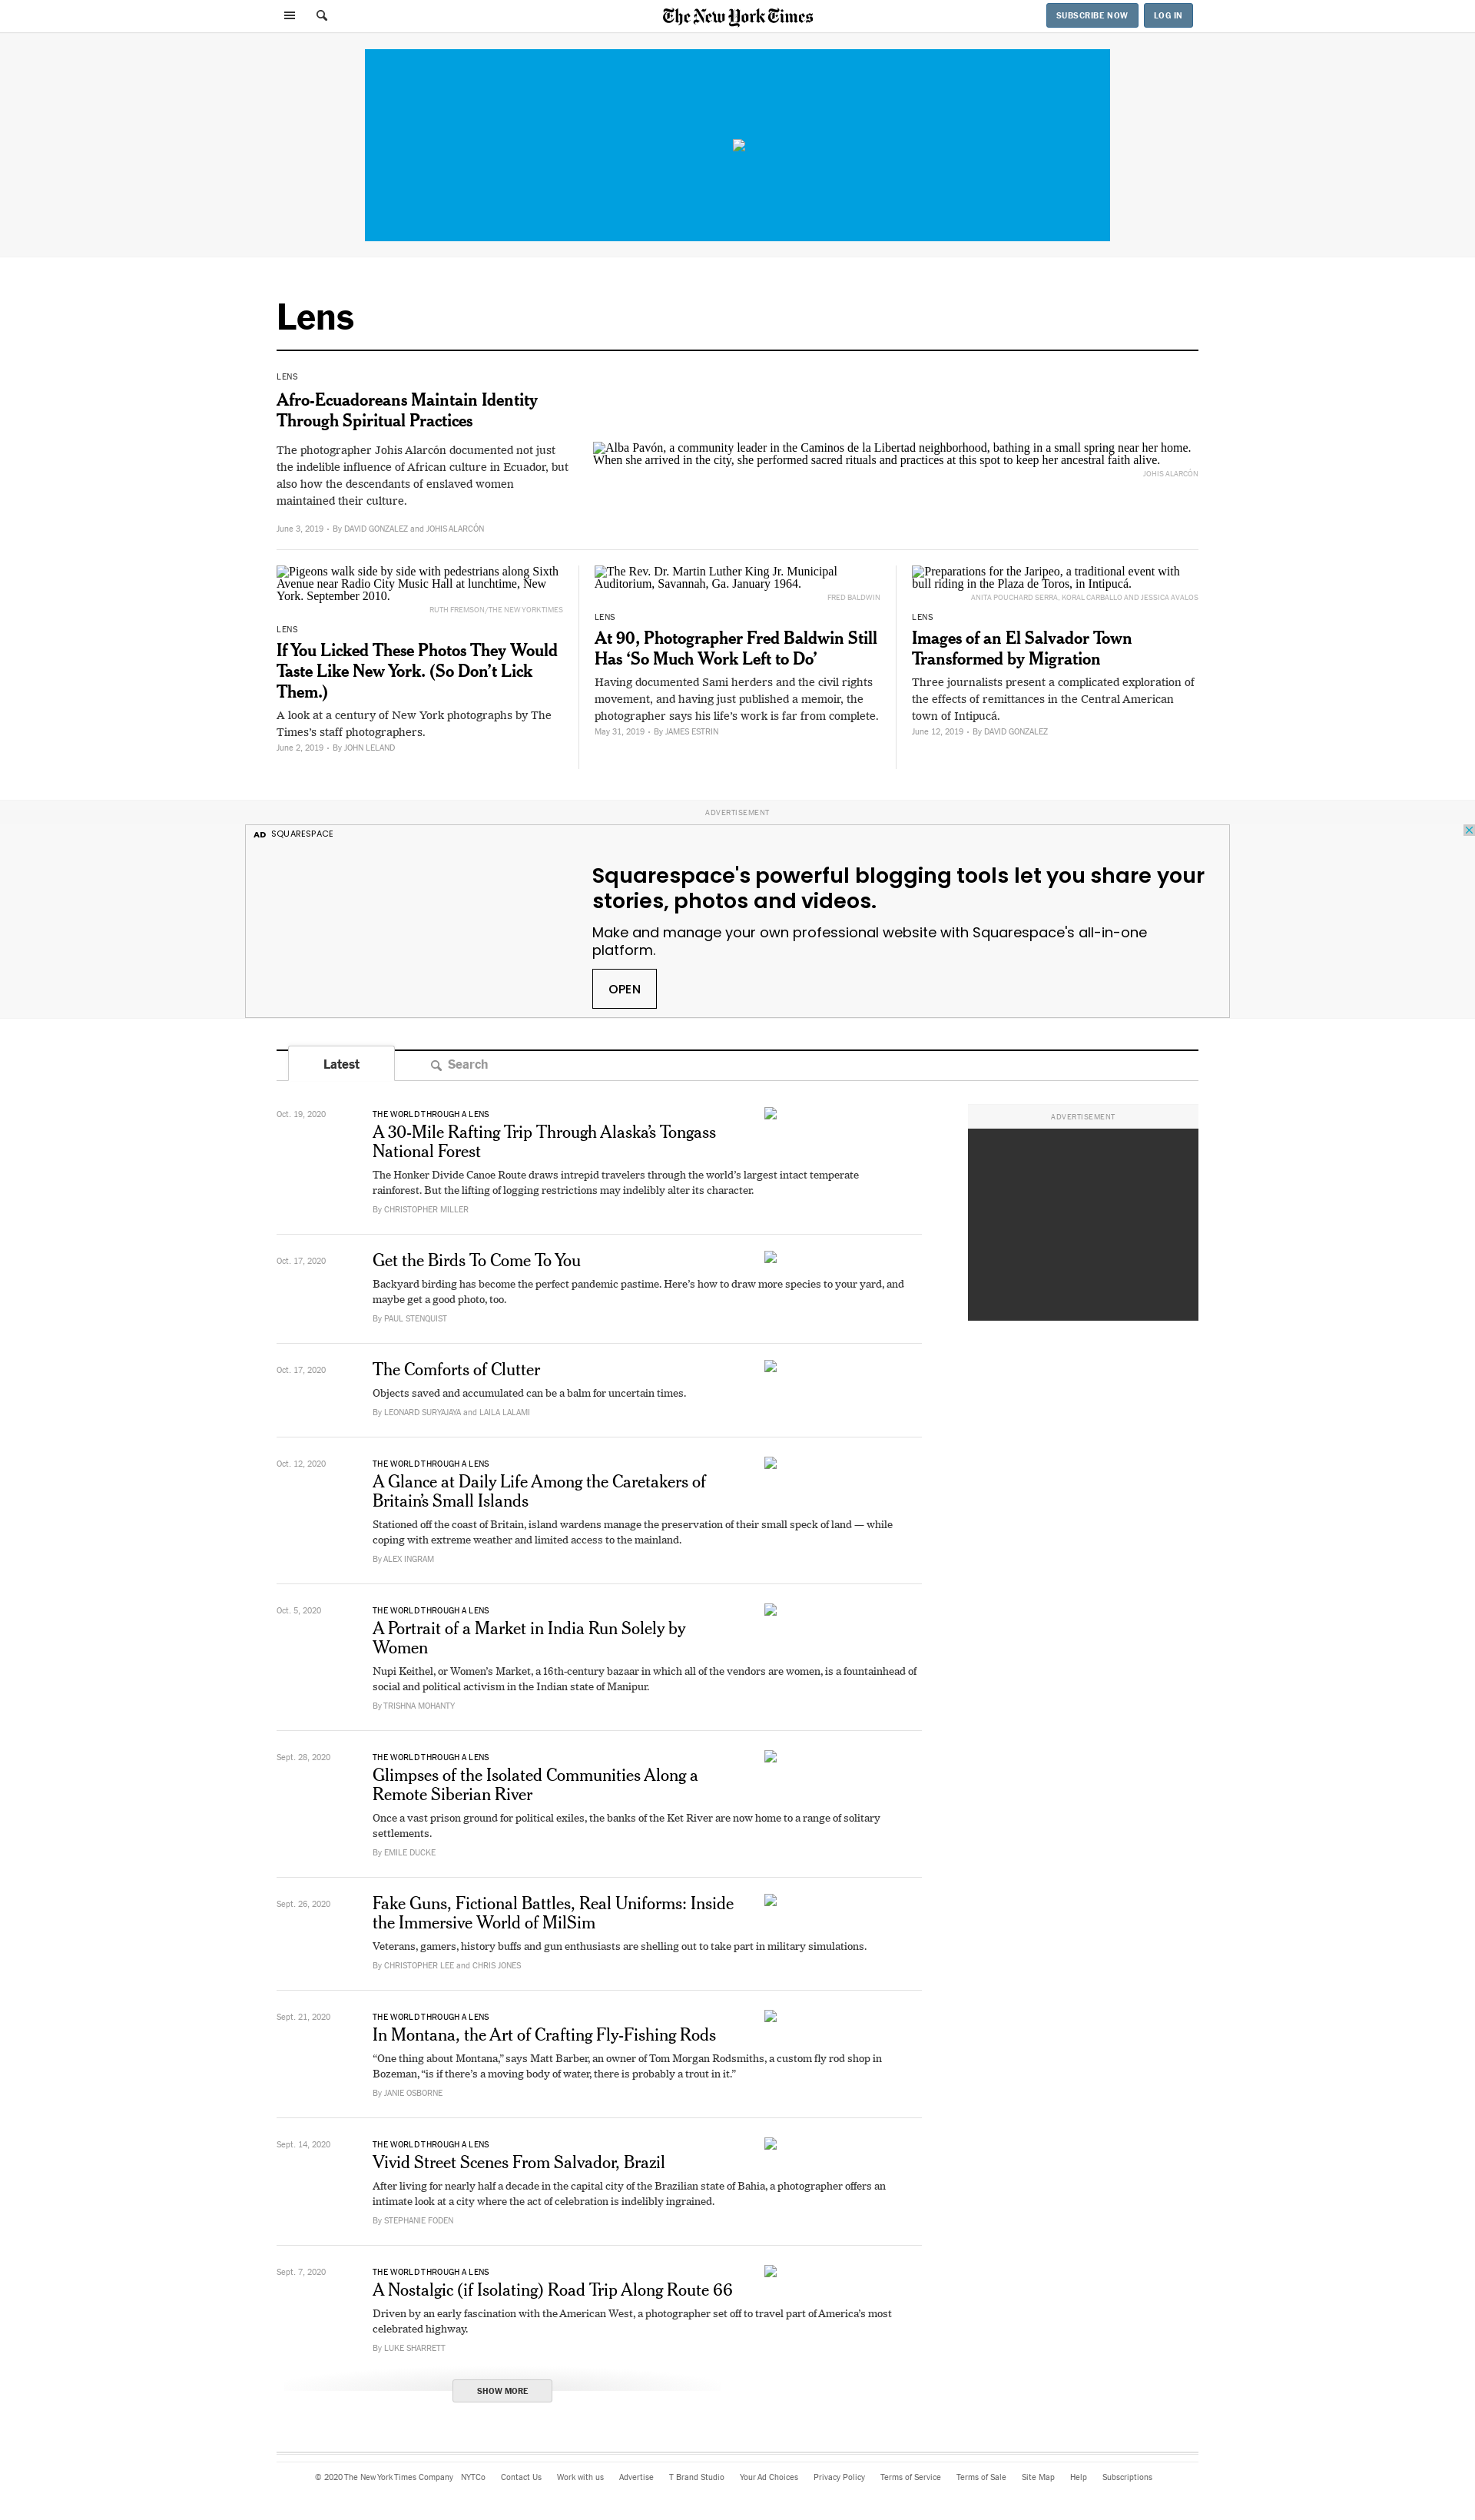 The New York Times
SUBSCRIBE NOW
LOG IN
Lens
LENS
Afro-Ecuadoreans Maintain Identity
Through Spiritual Practices
The photographer Johis Alarcón documented not just
the indelible influence of African culture in Ecuador, but
also how the descendants of enslaved women
maintained their culture.
June 3, 2019 • By DAVID GONZALEZ and JOHIS ALARCÓN
Alba Pavón, a community leader in the Caminos de la Libertad neighborhood, bathing in a small spring near her home.
When she arrived in the city, she performed sacred rituals and practices at this spot to keep her ancestral faith alive.
JOHIS ALARCÓN
Pigeons walk side by side with pedestrians along Sixth
Avenue near Radio City Music Hall at lunchtime, New
York. September 2010.
RUTH FREMSON/THE NEW YORK TIMES
LENS
If You Licked These Photos They Would
Taste Like New York. (So Don’t Lick
Them.)
A look at a century of New York photographs by The
Times’s staff photographers.
June 2, 2019 • By JOHN LELAND
The Rev. Dr. Martin Luther King Jr. Municipal
Auditorium, Savannah, Ga. January 1964.
FRED BALDWIN
LENS
At 90, Photographer Fred Baldwin Still
Has ‘So Much Work Left to Do’
Having documented Sami herders and the civil rights
movement, and having just published a memoir, the
photographer says his life’s work is far from complete.
May 31, 2019 • By JAMES ESTRIN
Preparations for the Jaripeo, a traditional event with
bull riding in the Plaza de Toros, in Intipucá.
ANITA POUCHARD SERRA, KORAL CARBALLO AND JESSICA AVALOS
LENS
Images of an El Salvador Town
Transformed by Migration
Three journalists present a complicated exploration of
the effects of remittances in the Central American
town of Intipucá.
June 12, 2019 • By DAVID GONZALEZ
ADVERTISEMENT
AD SQUARESPACE
Squarespace's powerful blogging tools let you share your
stories, photos and videos.
Make and manage your own professional website with Squarespace's all-in-one
platform.
OPEN
Latest
Search
Oct. 19, 2020
THE WORLD THROUGH A LENS
A 30-Mile Rafting Trip Through Alaska’s Tongass
National Forest
The Honker Divide Canoe Route draws intrepid travelers through the world’s largest intact temperate
rainforest. But the lifting of logging restrictions may indelibly alter its character.
By CHRISTOPHER MILLER
ADVERTISEMENT
Oct. 17, 2020
Get the Birds To Come To You
Backyard birding has become the perfect pandemic pastime. Here’s how to draw more species to your yard, and
maybe get a good photo, too.
By PAUL STENQUIST
Oct. 17, 2020
The Comforts of Clutter
Objects saved and accumulated can be a balm for uncertain times.
By LEONARD SURYAJAYA and LAILA LALAMI
Oct. 12, 2020
THE WORLD THROUGH A LENS
A Glance at Daily Life Among the Caretakers of
Britain’s Small Islands
Stationed off the coast of Britain, island wardens manage the preservation of their small speck of land — while
coping with extreme weather and limited access to the mainland.
By ALEX INGRAM
Oct. 5, 2020
THE WORLD THROUGH A LENS
A Portrait of a Market in India Run Solely by
Women
Nupi Keithel, or Women’s Market, a 16th-century bazaar in which all of the vendors are women, is a fountainhead of
social and political activism in the Indian state of Manipur.
By TRISHNA MOHANTY
Sept. 28, 2020
THE WORLD THROUGH A LENS
Glimpses of the Isolated Communities Along a
Remote Siberian River
Once a vast prison ground for political exiles, the banks of the Ket River are now home to a range of solitary
settlements.
By EMILE DUCKE
Sept. 26, 2020
Fake Guns, Fictional Battles, Real Uniforms: Inside
the Immersive World of MilSim
Veterans, gamers, history buffs and gun enthusiasts are shelling out to take part in military simulations.
By CHRISTOPHER LEE and CHRIS JONES
Sept. 21, 2020
THE WORLD THROUGH A LENS
In Montana, the Art of Crafting Fly-Fishing Rods
“One thing about Montana,” says Matt Barber, an owner of Tom Morgan Rodsmiths, a custom fly rod shop in
Bozeman, “is if there’s a moving body of water, there is probably a trout in it.”
By JANIE OSBORNE
Sept. 14, 2020
THE WORLD THROUGH A LENS
Vivid Street Scenes From Salvador, Brazil
After living for nearly half a decade in the capital city of the Brazilian state of Bahia, a photographer offers an
intimate look at a city where the act of celebration is indelibly ingrained.
By STEPHANIE FODEN
Sept. 7, 2020
THE WORLD THROUGH A LENS
A Nostalgic (if Isolating) Road Trip Along Route 66
Driven by an early fascination with the American West, a photographer set off to travel part of America’s most
celebrated highway.
By LUKE SHARRETT
SHOW MORE
© 2020 The New York Times Company NYTCo Contact Us Work with us Advertise T Brand Studio Your Ad Choices Privacy Policy Terms of Service Terms of Sale Site Map Help Subscriptions